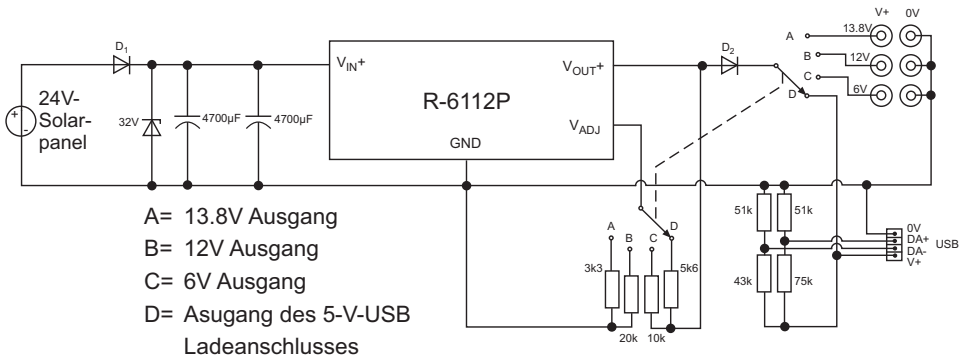 V+ 0V
D1
D2
A
13.8V
B
12V
C
6V
D
VIN+
VOUT+
R-6112P
24V-
Solar-
panel
+
-
32V
4700µF
4700µF
VADJ
GND
A= 13.8V Ausgang
B= 12V Ausgang
C= 6V Ausgang
D= Asugang des 5-V-USB
Ladeanschlusses
A
B
C
D
3k3
5k6
20k
10k
51k
51k
43k
75k
0V
DA+
DA-
V+
USB